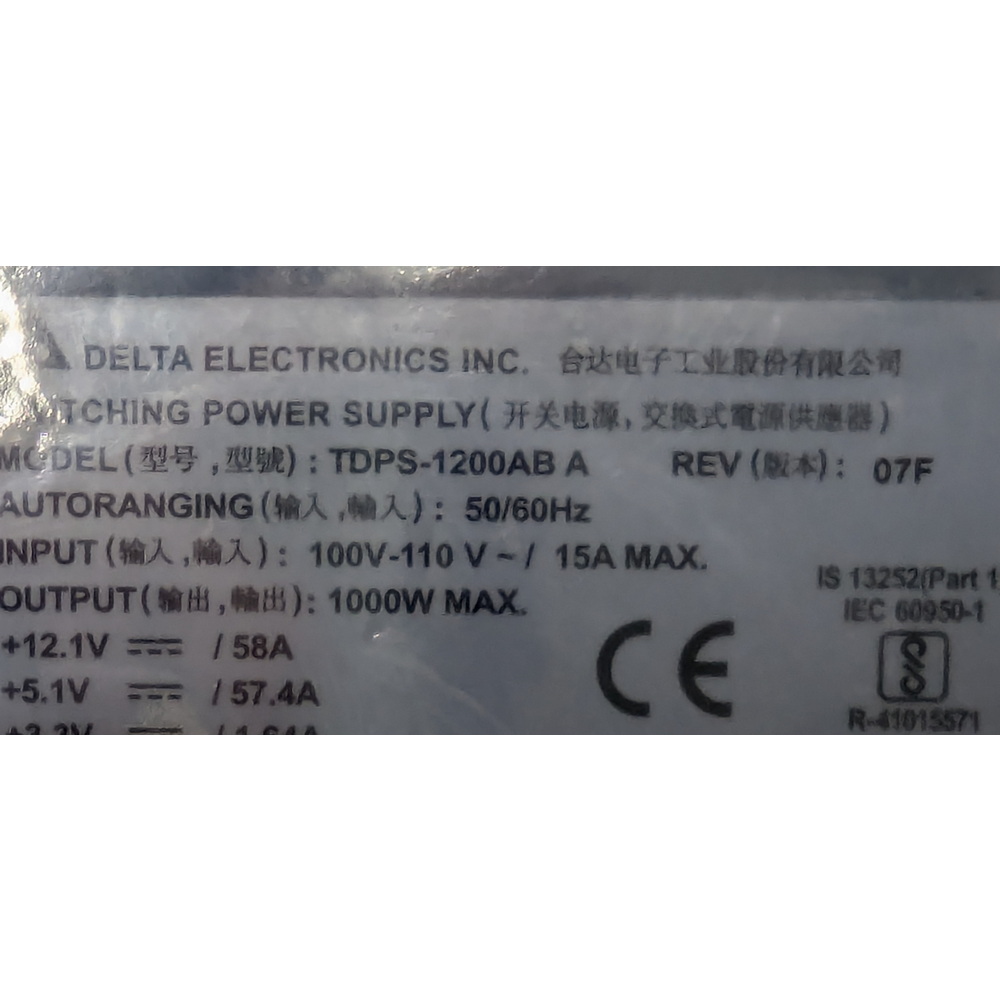 DELTA ELECTRONICS INC. 台达电子工业股份有限公司
POWER SUPPLY(开关电源,交換式電源供應器)
MODEL(型号,型號): TDPS-1200AB A REV(版本): 07F
AUTORANGING(输入,輸入): 50/60Hz
INPUT(输入,輸入): 100V-110 V ~ / 15A MAX.
OUTPUT(输出,輸出): 1000W MAX.
+12.1V / 58A
+5.1V / 57.4A
IS 13252(Part 1
IEC 60950-1
CE
R-41015571